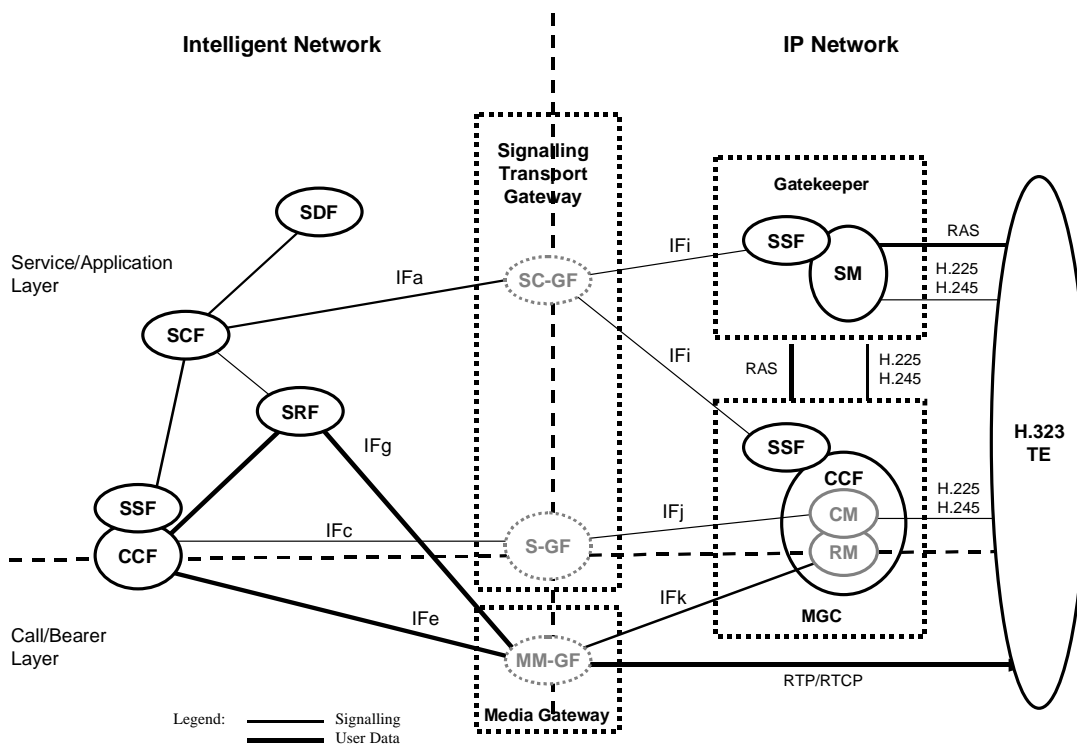 Intelligent Network
IP Network
Signalling
Transport
Gateway
Gatekeeper
SDF
SSF
RAS
IFi
Service/Application
Layer
IFa
SC-GF
SM
H.225
H.245
SCF
IFi
RAS
H.225
H.245
SRF
IFg
SSF
H.323
TE
CCF
SSF
H.225
H.245
CM
IFc
IFj
CCF
S-GF
RM
IFk
MGC
IFe
Call/Bearer
Layer
MM-GF
RTP/RTCP
Media Gateway
Legend:
Signalling
User Data